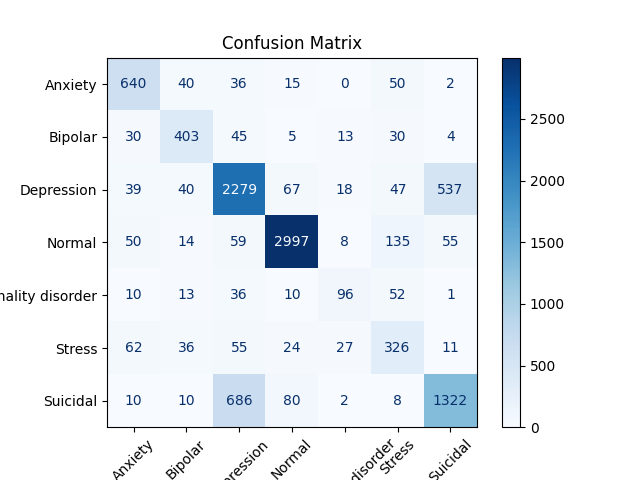 Confusion Matrix
Anxiety 640 40 36 15 0 50 2
Bipolar 30 403 45 5 13 30 4
Depression 39 40 2279 67 18 47 537
Normal 50 14 59 2997 8 135 55
nality disorder 10 13 36 10 96 52 1
Stress 62 36 55 24 27 326 11
Suicidal 10 10 686 80 2 8 1322
Anxiety Bipolar ression Normal disorder Stress Suicidal
2500
2000
1500
1000
500
0